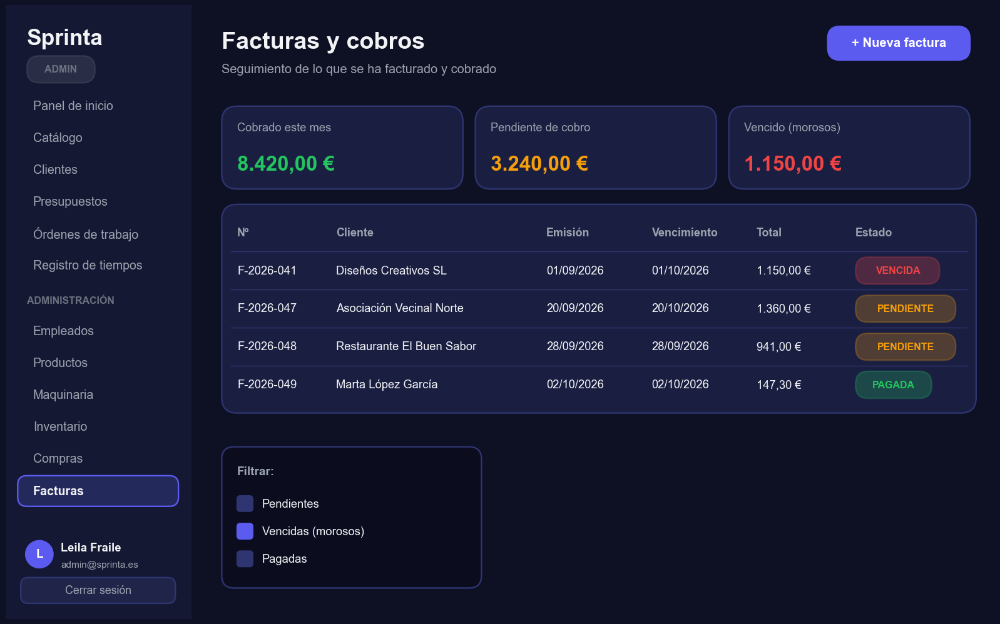 Sprinta
ADMIN
Panel de inicio
Catálogo
Clientes
Presupuestos
Órdenes de trabajo
Registro de tiempos
ADMINISTRACIÓN
Empleados
Productos
Maquinaria
Inventario
Compras
Facturas
L
Leila Fraile
admin@sprinta.es
Cerrar sesión
Facturas y cobros
Seguimiento de lo que se ha facturado y cobrado
+ Nueva factura
Cobrado este mes
8.420,00 €
Pendiente de cobro
3.240,00 €
Vencido (morosos)
1.150,00 €
Nº Cliente Emisión Vencimiento Total Estado
F-2026-041 Diseños Creativos SL 01/09/2026 01/10/2026 1.150,00 € VENCIDA
F-2026-047 Asociación Vecinal Norte 20/09/2026 20/10/2026 1.360,00 € PENDIENTE
F-2026-048 Restaurante El Buen Sabor 28/09/2026 28/09/2026 941,00 € PENDIENTE
F-2026-049 Marta López García 02/10/2026 02/10/2026 147,30 € PAGADA
Filtrar:
Pendientes
Vencidas (morosos)
Pagadas